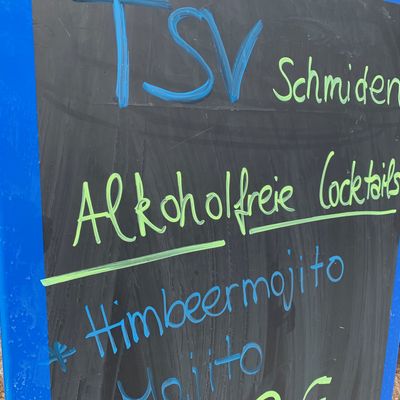 TSV Schmiden
Alkoholfreie Cocktails
* Himbeermojito
Mojito